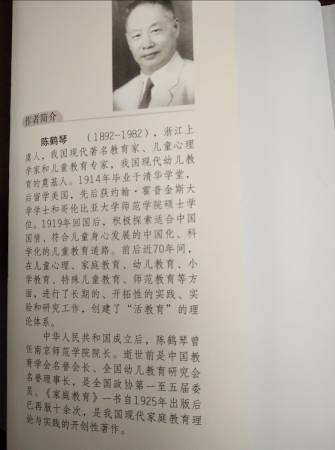 作者简介
陈鹤琴 （1892-1982），浙江上
虞人，我国现代著名教育家、儿童心理
学家和儿童教育专家，我国现代幼儿教
育的奠基人。1914年毕业于清华学堂，
后留学美国，先后获约翰·霍普金斯大
学学士和哥伦比亚大学师范学院硕士学
位。1919年回国后，积极探索适合中国
国情、符合儿童身心发展的中国化、科
学化的儿童教育道路。前后近70年间，
在儿童心理、家庭教育、幼儿教育、小
学教育、特殊儿童教育、师范教育等方
面，进行了长期的、开拓性的实践、实
验和研究工作，创建了“活教育”的理
论体系。
中华人民共和国成立后，陈鹤琴曾
任南京师范学院院长。逝世前是中国教
育学会名誉会长、全国幼儿教育研究会
名誉理事长，是全国政协第一至五届委
员。《家庭教育》一书自1925年出版后
已再版十余次，是我国现代家庭教育理
论与实践的开创性著作。